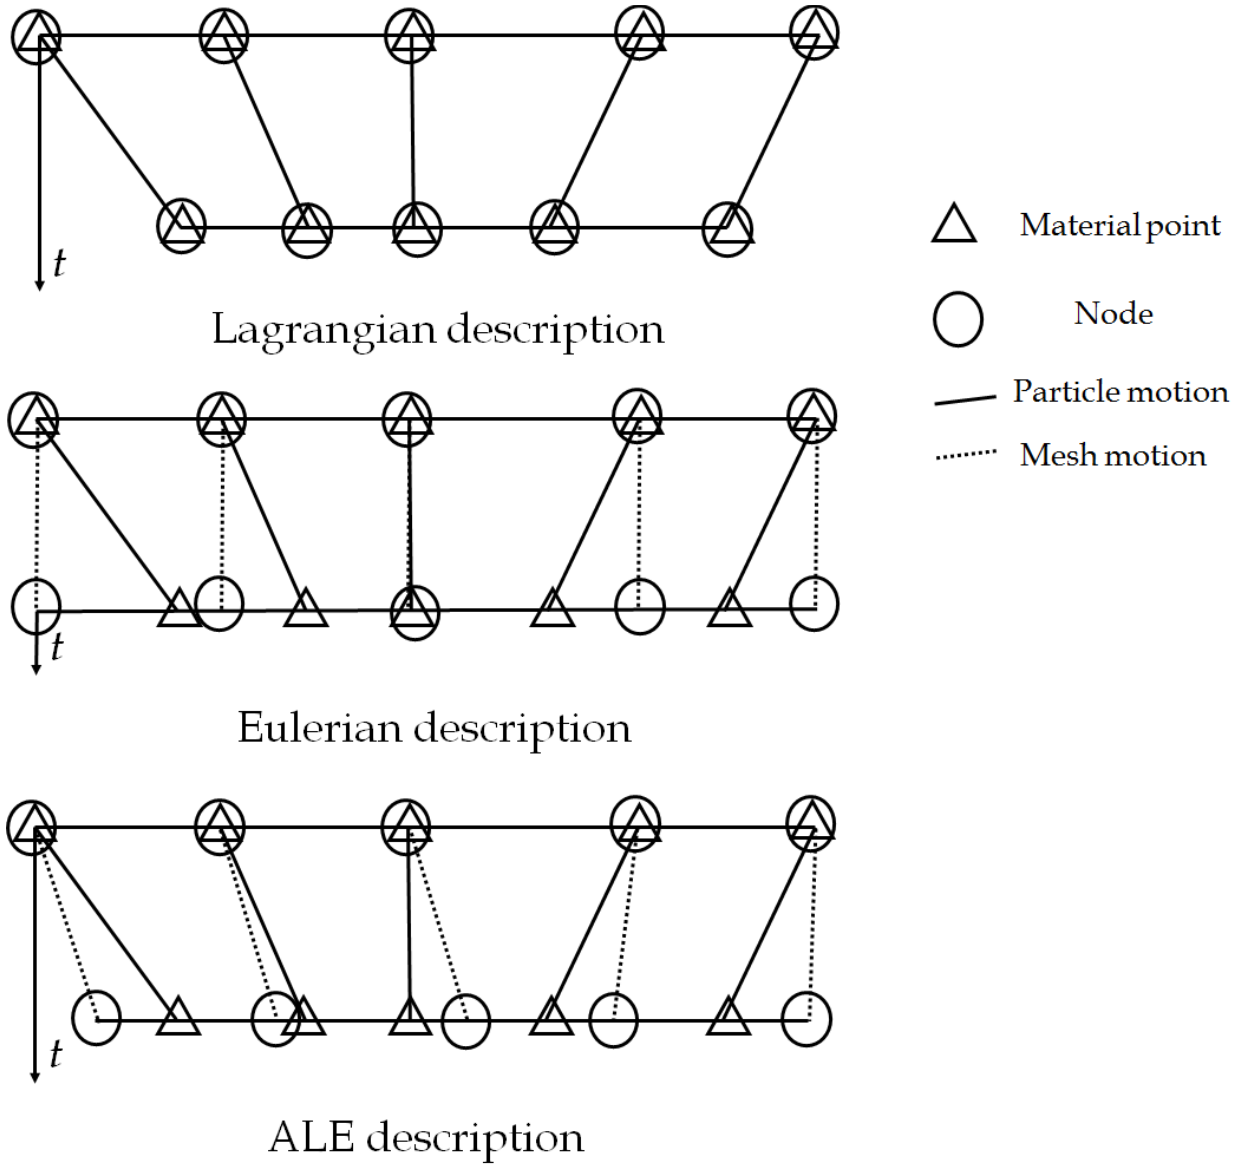 t
Lagrangian description
Material point
Node
Particle motion
Mesh motion
t
Eulerian description
t
ALE description